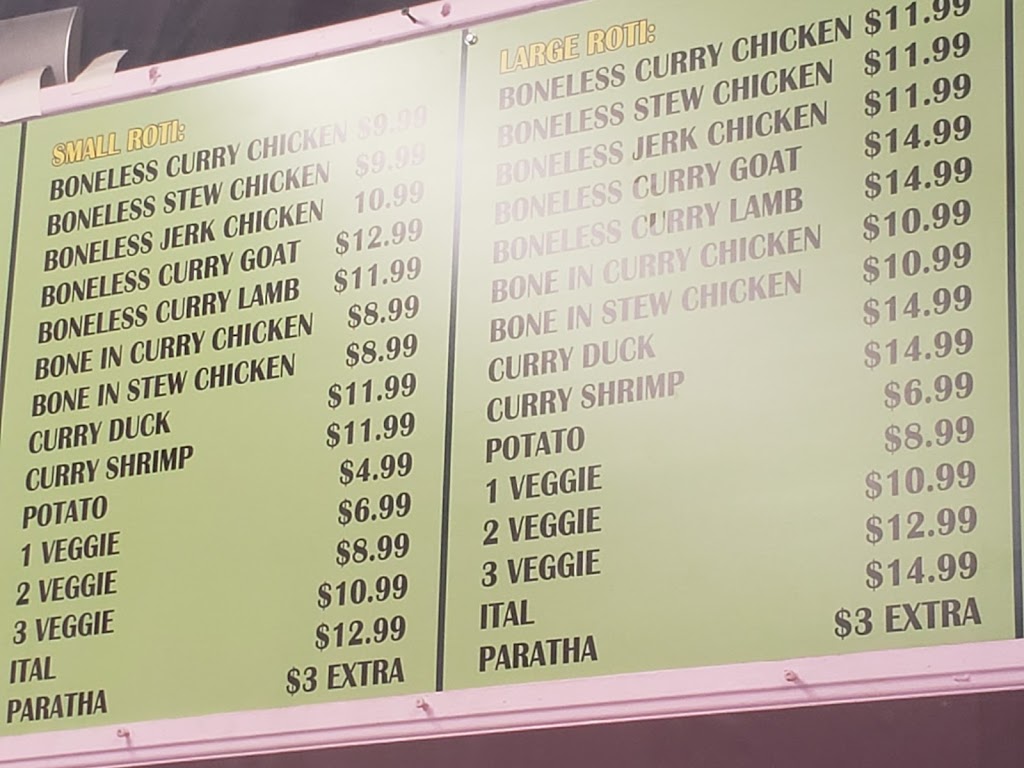 SMALL ROTI:
BONELESS CURRY CHICKEN $9.99
BONELESS STEW CHICKEN $9.99
BONELESS JERK CHICKEN 10.99
BONELESS CURRY GOAT $12.99
BONELESS CURRY LAMB $11.99
BONE IN CURRY CHICKEN $8.99
BONE IN STEW CHICKEN $8.99
CURRY DUCK $11.99
CURRY SHRIMP $11.99
POTATO $4.99
1 VEGGIE $6.99
2 VEGGIE $8.99
3 VEGGIE $10.99
ITAL $12.99
PARATHA $3 EXTRA
LARGE ROTI:
BONELESS CURRY CHICKEN $11.99
BONELESS STEW CHICKEN $11.99
BONELESS JERK CHICKEN $11.99
BONELESS CURRY GOAT $14.99
BONELESS CURRY LAMB $14.99
BONE IN CURRY CHICKEN $10.99
BONE IN STEW CHICKEN $10.99
CURRY DUCK $14.99
CURRY SHRIMP $14.99
POTATO $6.99
1 VEGGIE $8.99
2 VEGGIE $10.99
3 VEGGIE $12.99
ITAL $14.99
PARATHA $3 EXTRA